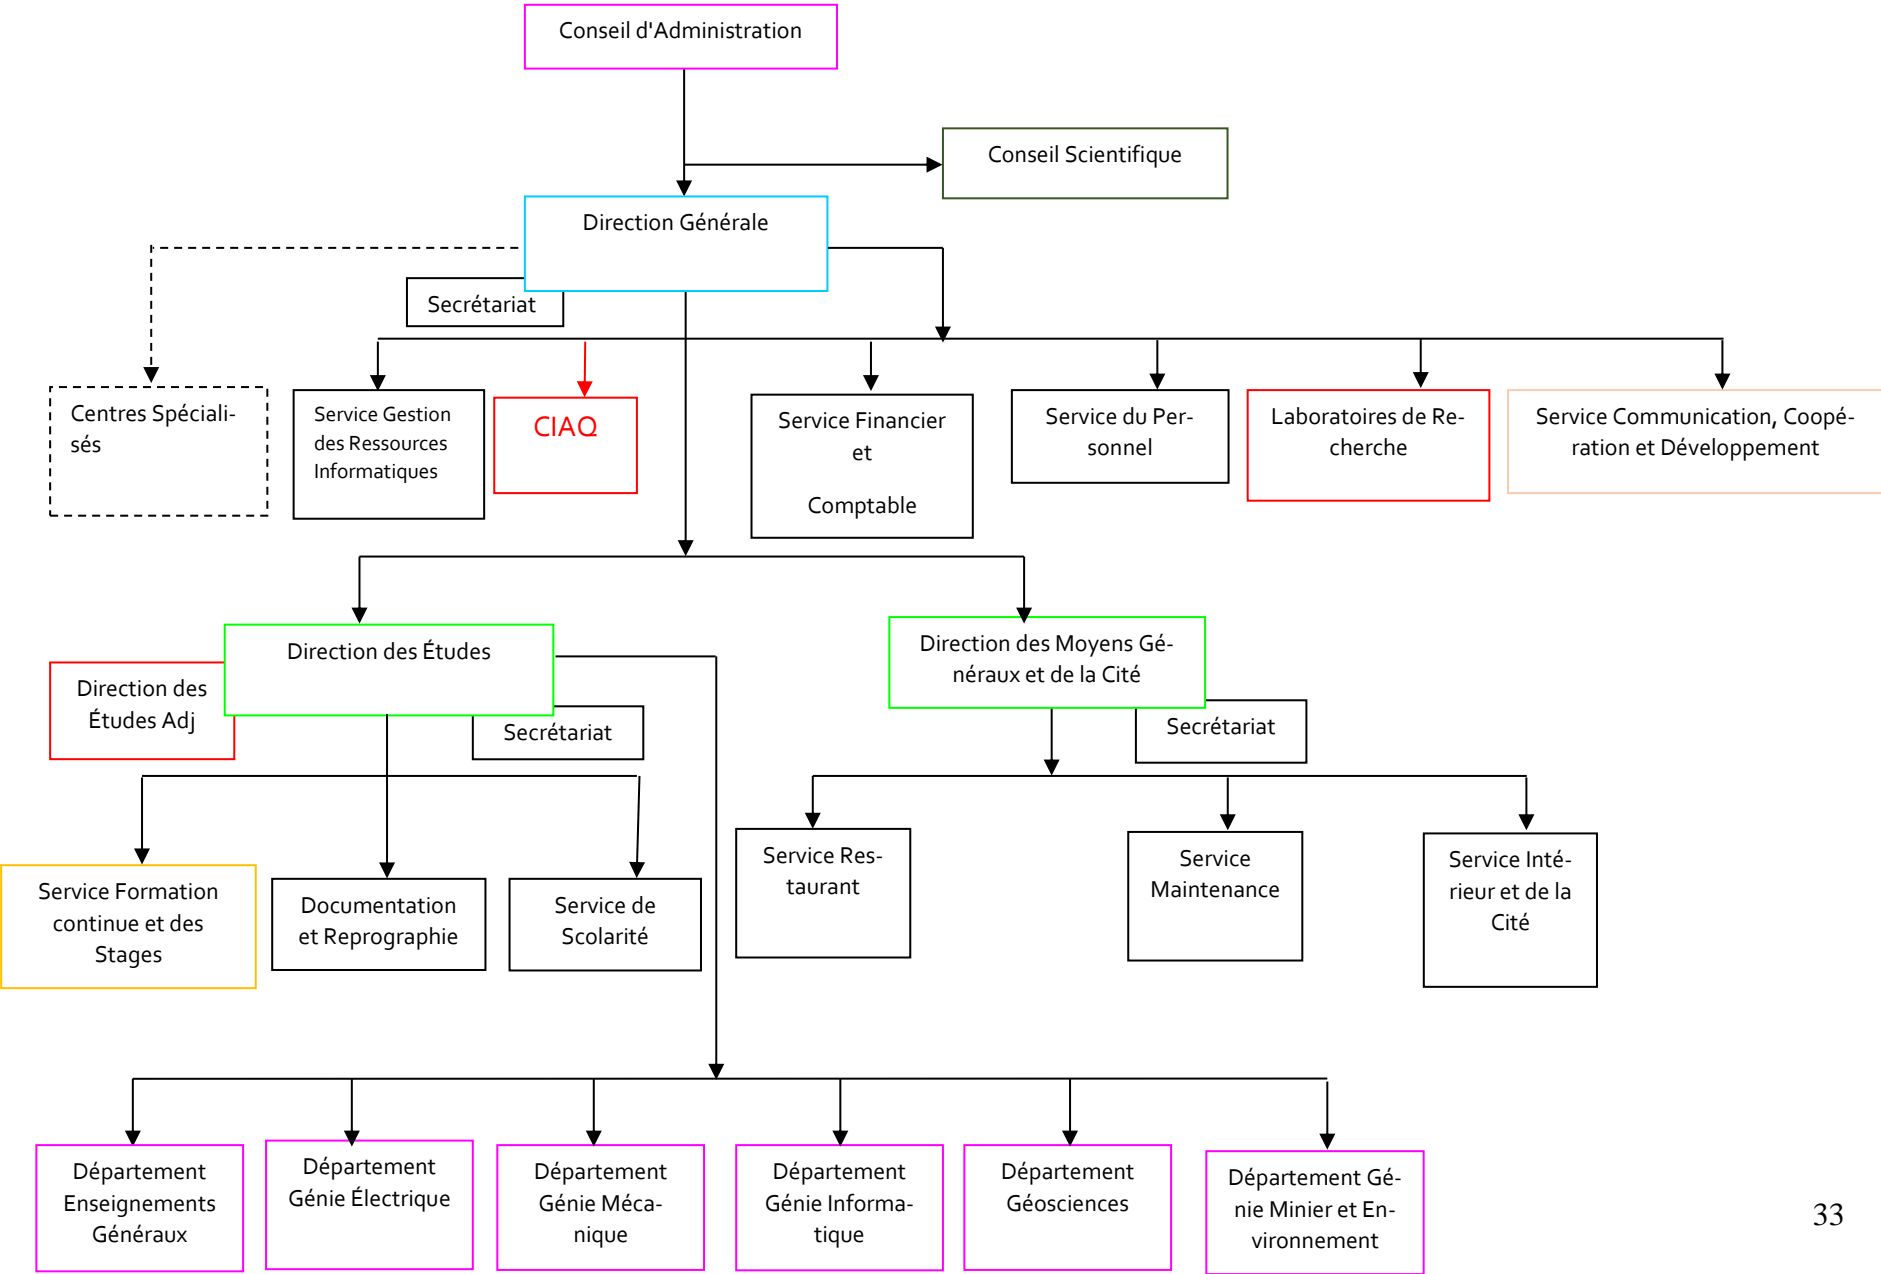 Conseil d'Administration
Conseil Scientifique
Direction Générale
Secrétariat
Centres Spéciali-
sés
Service Gestion
des Ressources
Informatiques
CIAQ
Service Financier
et
Comptable
Service du Per-
sonnel
Laboratoires de Re-
cherche
Service Communication, Coopé-
ration et Développement
Direction des Études
Direction des
Études Adj
Secrétariat
Direction des Moyens Gé-
néraux et de la Cité
Secrétariat
Service Formation
continue et des
Stages
Documentation
et Reprographie
Service de
Scolarité
Service Res-
taurant
Service
Maintenance
Service Inté-
rieur et de la
Cité
Département
Enseignements
Généraux
Département
Génie Électrique
Département
Génie Méca-
nique
Département
Génie Informa-
tique
Département
Géosciences
Département Gé-
nie Minier et En-
vironnement
33